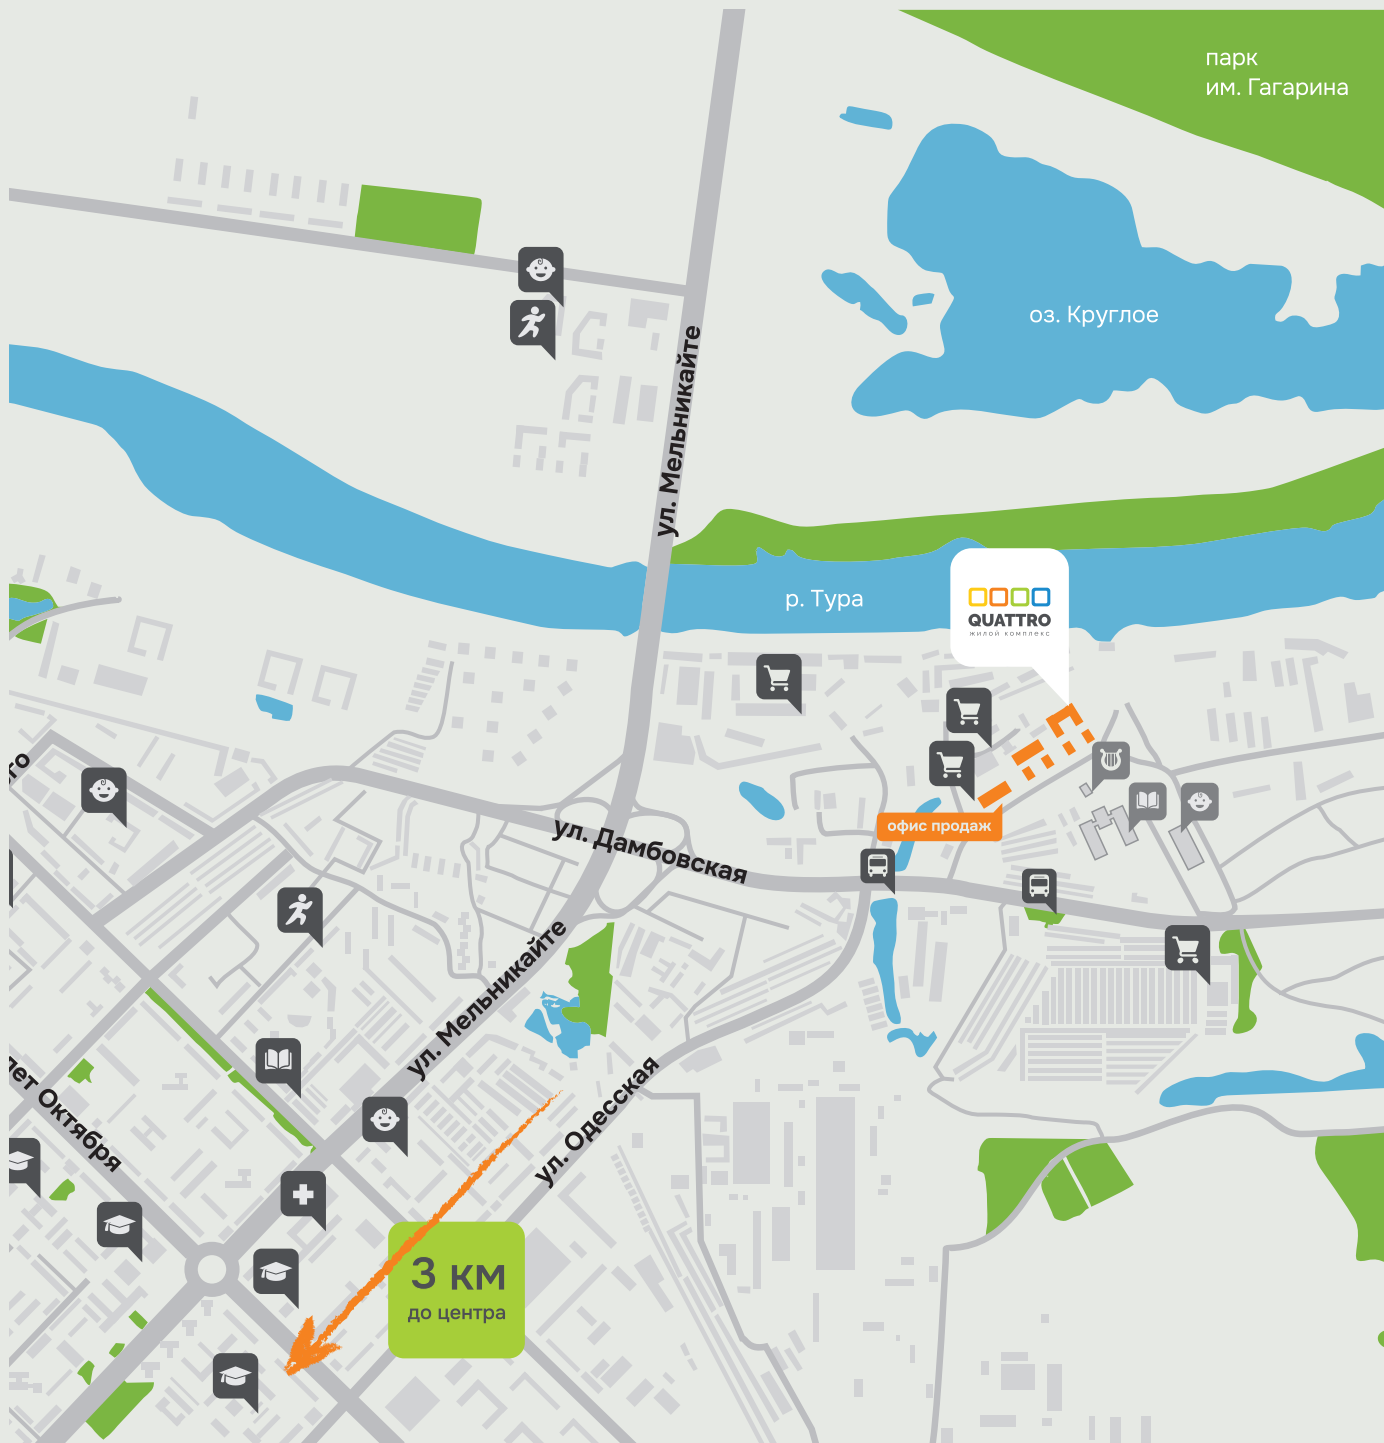 парк
им. Гагарина
оз. Круглое
ул. Мельникайте
р. Тура
QUATTRO
жилой комплекс
офис продаж
ул. Дамбовская
ул. Мельникайте
лет Октября
ул. Одесская
3 км
до центра